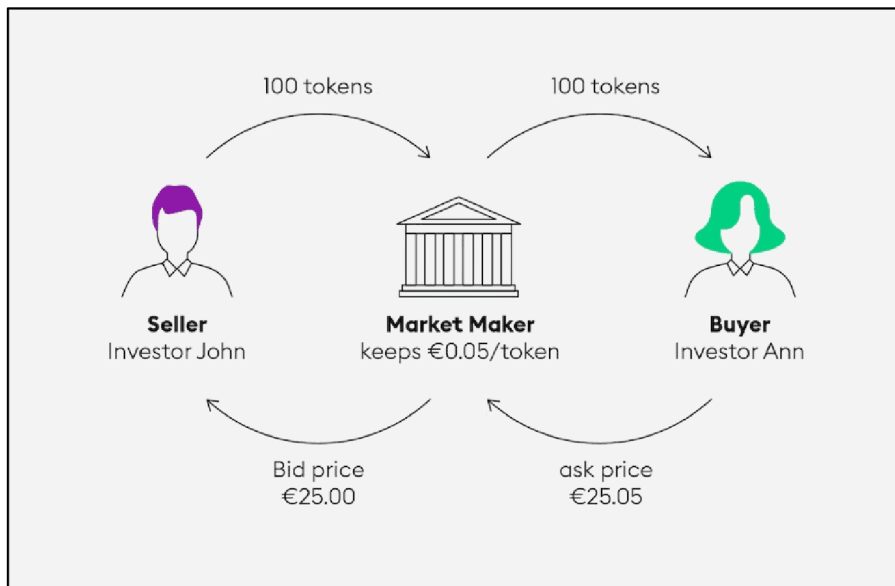 100 tokens
100 tokens
Seller
Investor John
Market Maker
keeps €0.05/token
Buyer
Investor Ann
Bid price
€25.00
ask price
€25.05